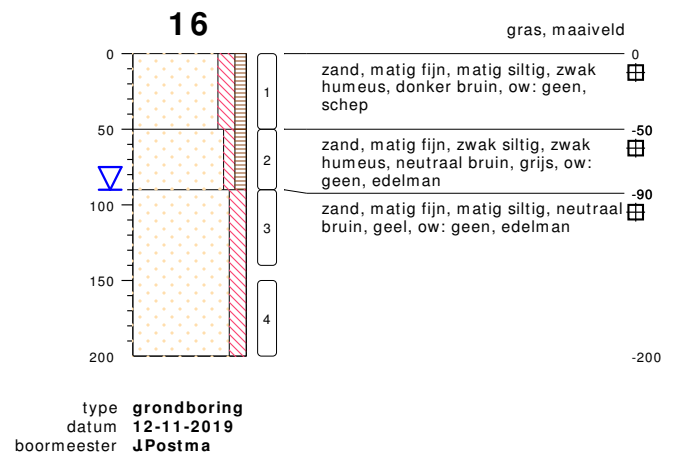 16
gras, maaiveld
0
0
zand, matig fijn, matig siltig, zwak
humeus, donker bruin, ow: geen,
schep
1
50
-50
zand, matig fijn, zwak siltig, zwak
humeus, neutraal bruin, grijs, ow:
geen, edelman
2
-90
100
zand, matig fijn, matig siltig, neutraal
bruin, geel, ow: geen, edelman
3
150
4
200
-200
type grondboring
datum 12-11-2019
boormeester J.Postma